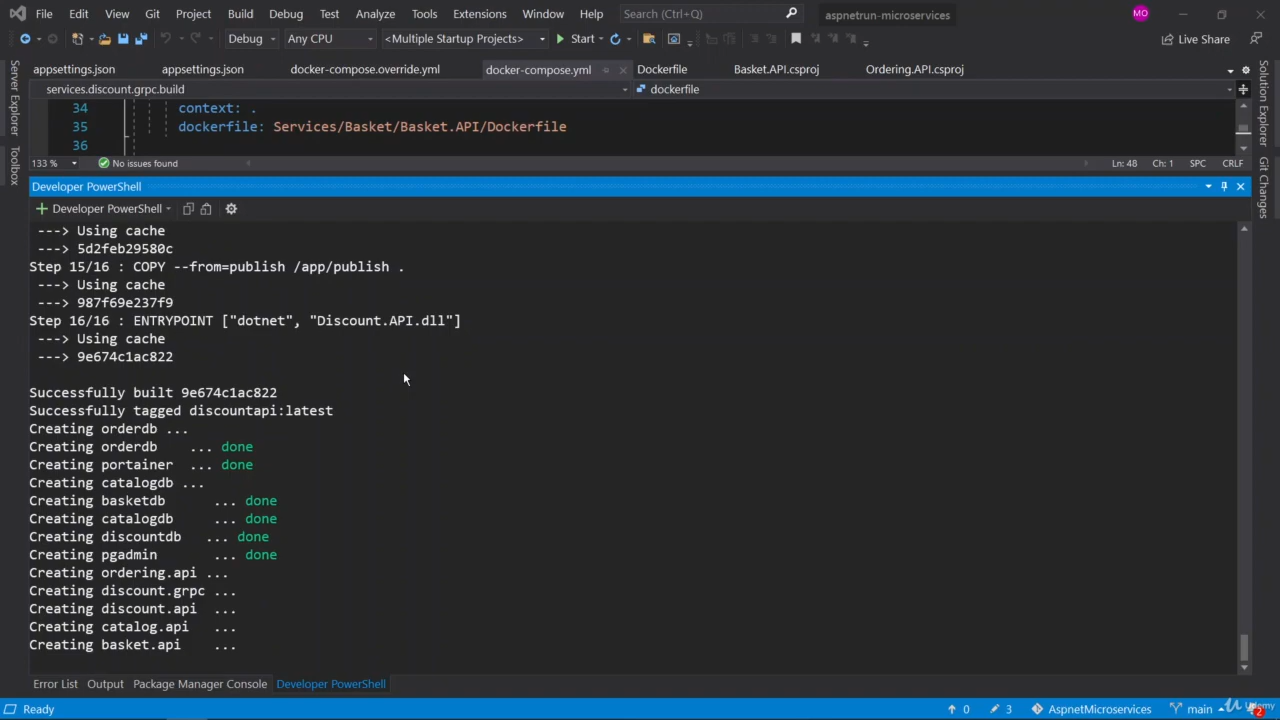 File Edit View Git Project Build Debug Test Analyze Tools Extensions Window Help Search (Ctrl+Q) aspnetrun-microservices MO
Debug Any CPU <Multiple Startup Projects> Start Live Share
appsettings.json appsettings.json docker-compose.override.yml docker-compose.yml Dockerfile Basket.API.csproj Ordering.API.csproj
services.discount.grpc.build dockerfile
34 context: .
35 dockerfile: Services/Basket/Basket.API/Dockerfile
36
133 % No issues found Ln: 48 Ch: 1 SPC CRLF
Server Explorer
Toolbox
Solution Explorer
Git Changes
Developer PowerShell
Developer PowerShell
---> Using cache
---> 5d2feb29580c
Step 15/16 : COPY --from=publish /app/publish .
---> Using cache
---> 987f69e237f9
Step 16/16 : ENTRYPOINT ["dotnet", "Discount.API.dll"]
---> Using cache
---> 9e674c1ac822
Successfully built 9e674c1ac822
Successfully tagged discountapi:latest
Creating orderdb ...
Creating orderdb ... done
Creating portainer ... done
Creating catalogdb ...
Creating basketdb ... done
Creating catalogdb ... done
Creating discountdb ... done
Creating pgadmin ... done
Creating ordering.api ...
Creating discount.grpc ...
Creating discount.api ...
Creating catalog.api ...
Creating basket.api ...
Error List Output Package Manager Console Developer PowerShell
Ready 0 3 AspnetMicroservices main 2
Udemy